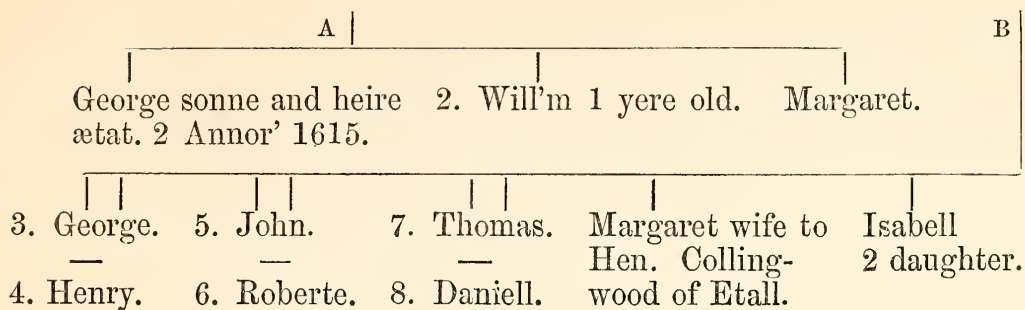 A B
George sonne and heire 2. Will'm 1 yere old. Margaret.
ætat. 2 Annor' 1615.
3. George. 5. John. 7. Thomas. Margaret wife to Isabell
— — — Hen. Colling- 2 daughter.
4. Henry. 6. Roberte. 8. Daniell. wood of Etall.